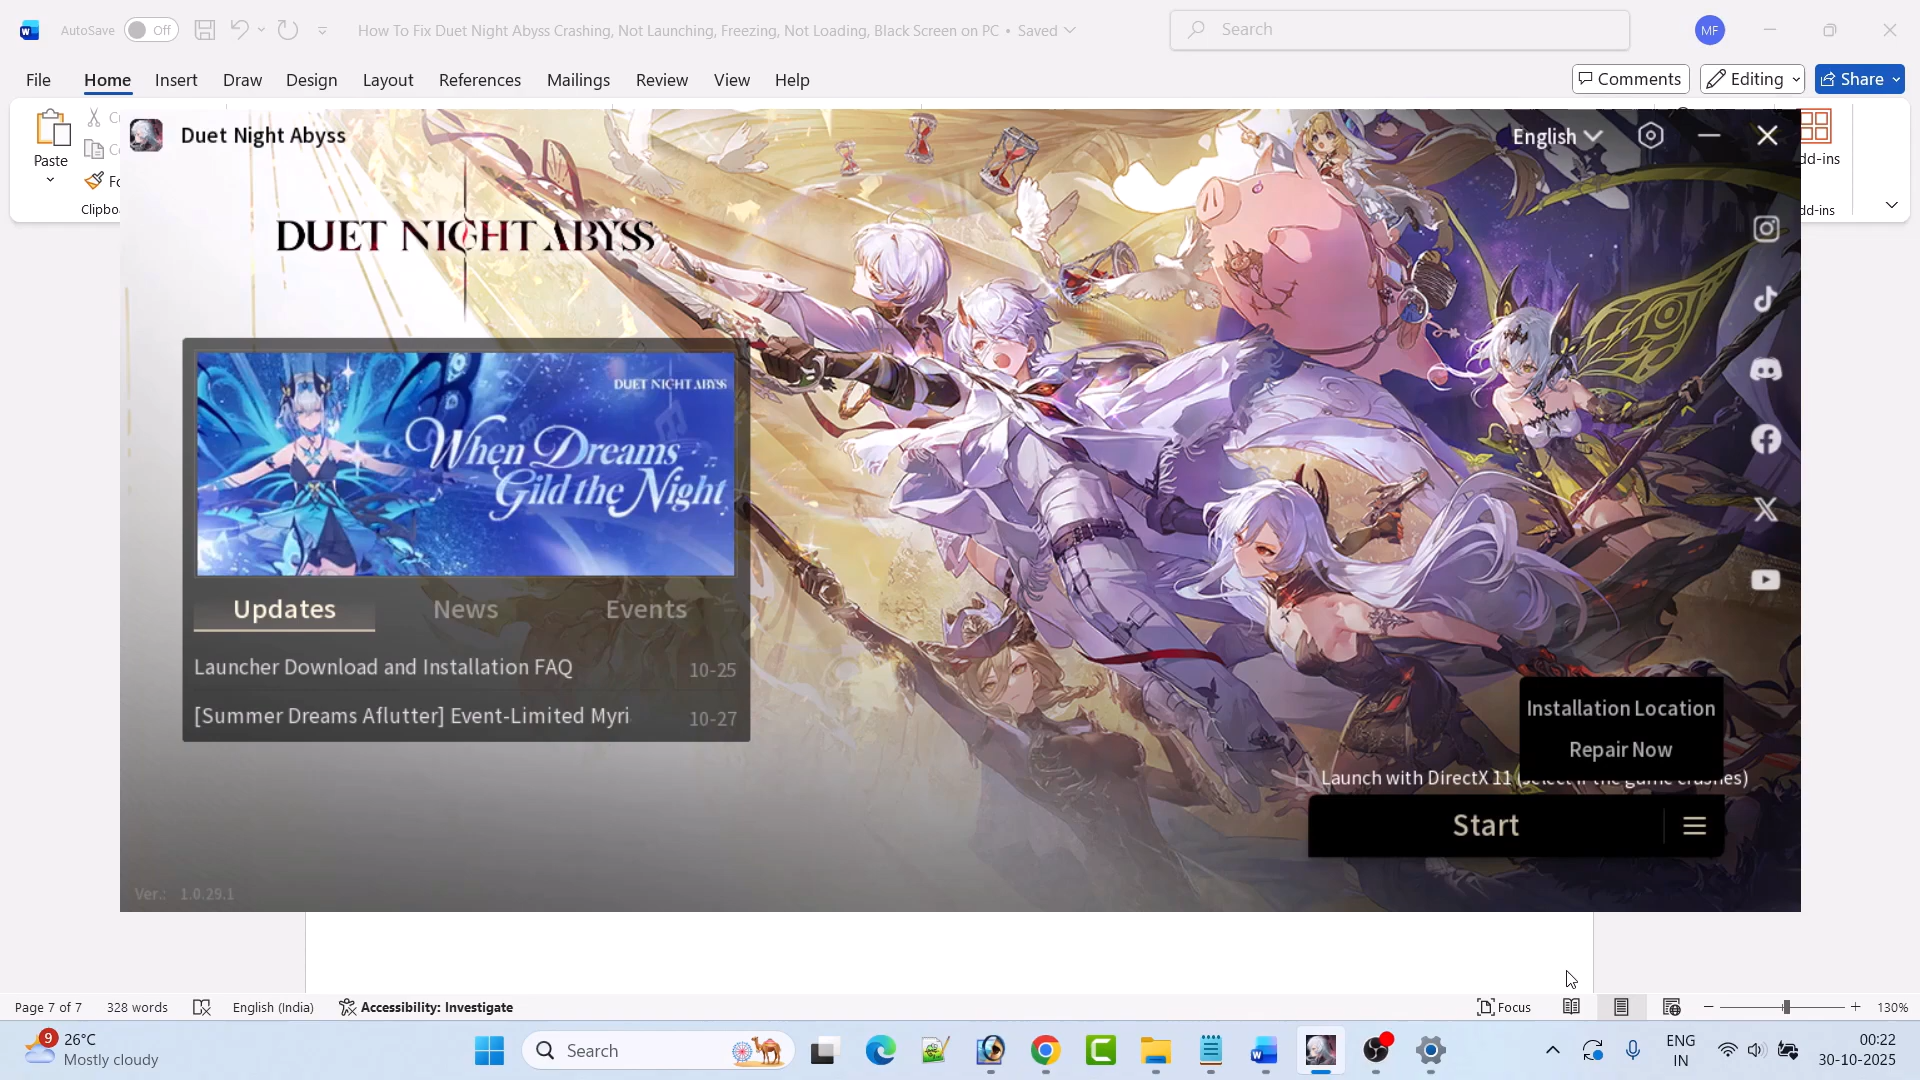 AutoSave Off How To Fix Duet Night Abyss Crashing, Not Launching, Freezing, Not Loading, Black Screen on PC • Saved Search MF
File Home Insert Draw Design Layout References Mailings Review View Help Comments Editing Share
Paste
Clipbo
dd-ins
dd-ins
Duet Night Abyss English
DUET NIGHT ABYSS
DUET NIGHT ABYSS
When Dreams
Gild the Night
Updates News Events
Launcher Download and Installation FAQ 10-25
[Summer Dreams Aflutter] Event-Limited Myri 10-27
Installation Location
Repair Now
Launch with DirectX 11 (select if the game crashes)
Start
Ver.: 1.0.29.1
Page 7 of 7 328 words English (India) Accessibility: Investigate Focus 130%
9 26°C
Mostly cloudy
Search
ENG
IN
00:22
30-10-2025